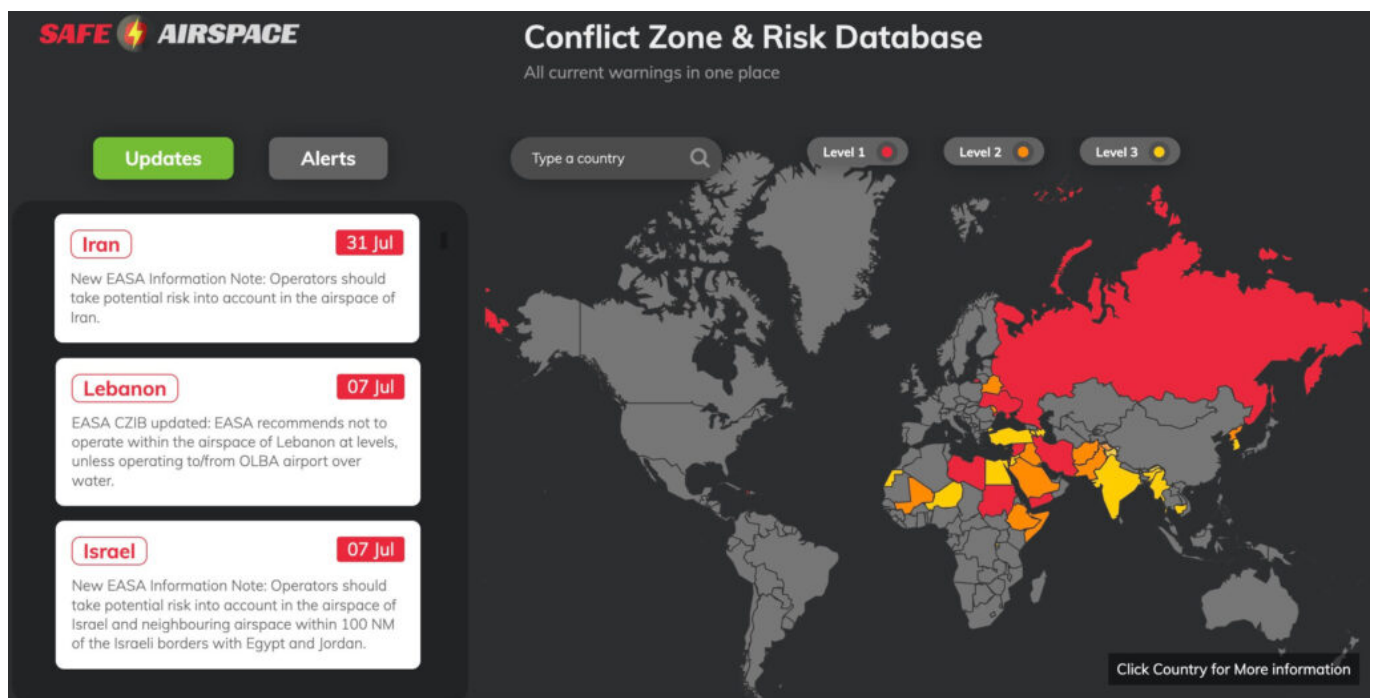 SAFE AIRSPACE
Conflict Zone & Risk Database
All current warnings in one place
Updates
Alerts
Type a country
Level 1
Level 2
Level 3
Iran
31 Jul
New EASA Information Note: Operators should
take potential risk into account in the airspace of
Iran.
Lebanon
07 Jul
EASA CZIB updated: EASA recommends not to
operate within the airspace of Lebanon at levels,
unless operating to/from OLBA airport over
water.
Israel
07 Jul
New EASA Information Note: Operators should
take potential risk into account in the airspace of
Israel and neighbouring airspace within 100 NM
of the Israeli borders with Egypt and Jordan.
Click Country for More information